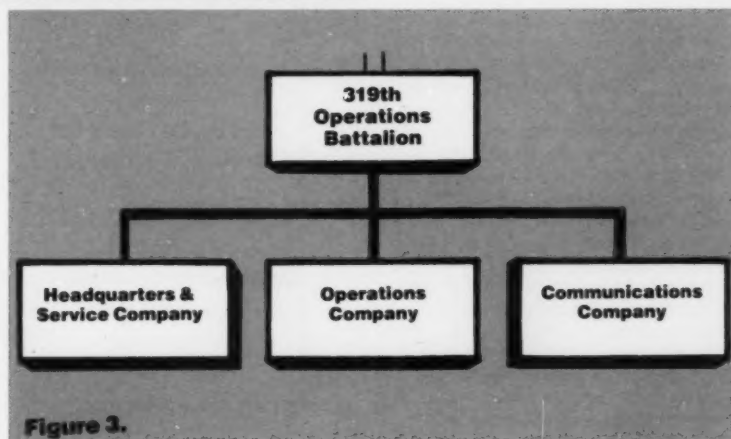 319th
Operations
Battalion
Headquarters &
Service Company
Operations
Company
Communications
Company
Figure 3.